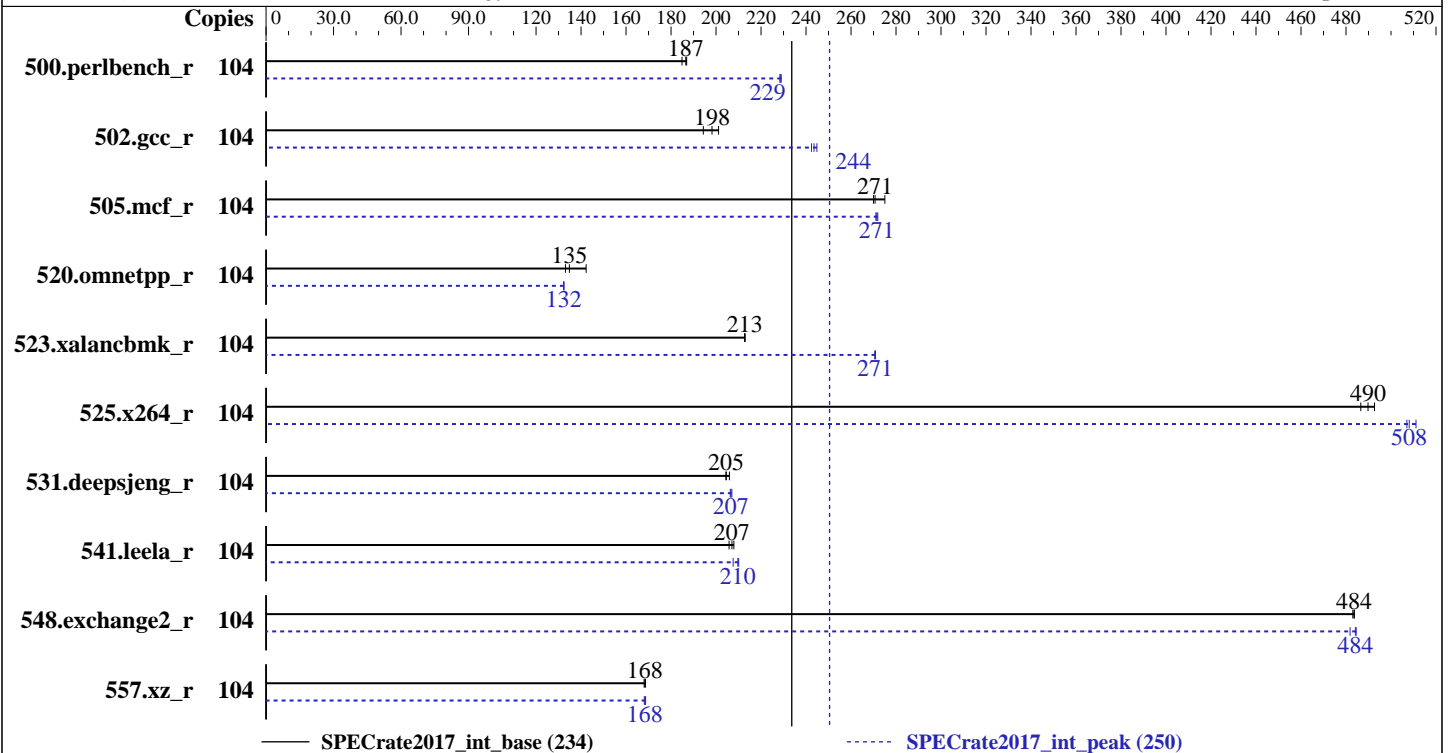 Copies 0 30.0 60.0 90.0 120 140 160 180 200 220 240 260 280 300 320 340 360 380 400 420 440 460 480 520
187
500.perlbench_r 104
229
198
502.gcc_r 104
244
271
505.mcf_r 104
271
135
520.omnetpp_r 104
132
213
523.xalancbmk_r 104
271
490
525.x264_r 104
508
205
531.deepsjeng_r 104
207
207
541.leela_r 104
210
484
548.exchange2_r 104
484
168
557.xz_r 104
168
SPECrate2017_int_base (234) SPECrate2017_int_peak (250)